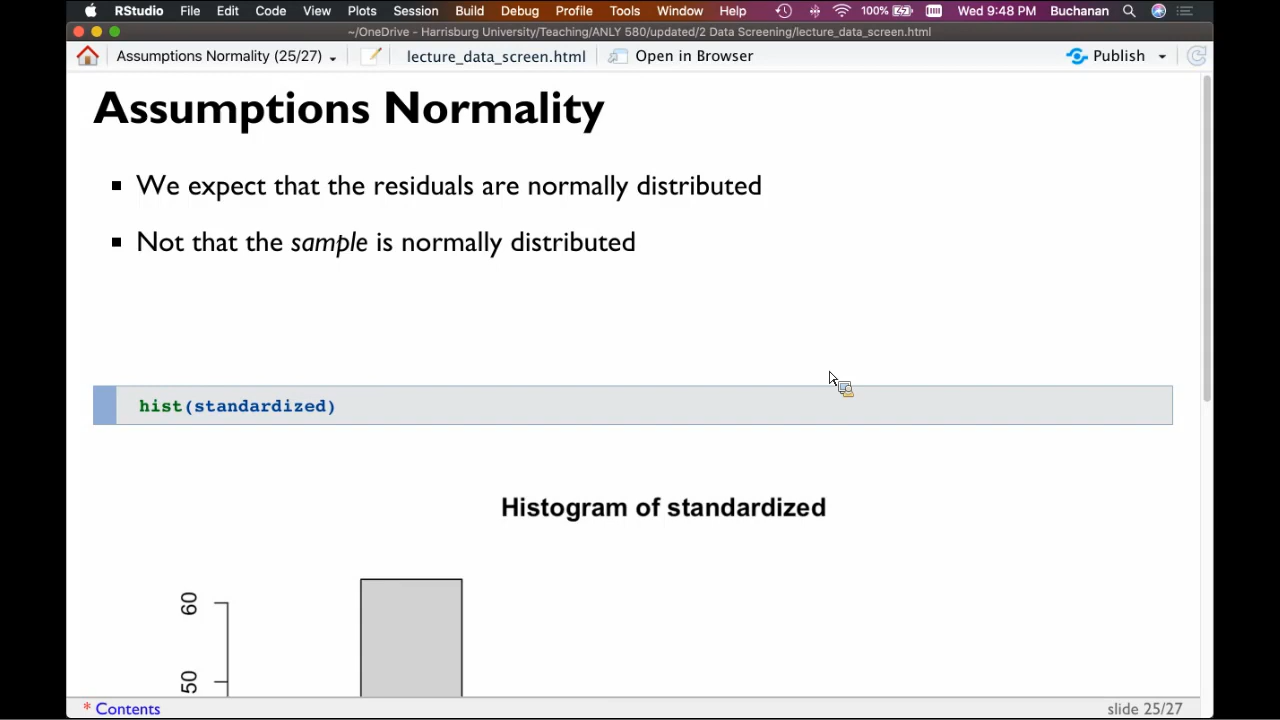 RStudio File Edit Code View Plots Session Build Debug Profile Tools Window Help 100% Wed 9:48 PM Buchanan
~/OneDrive - Harrisburg University/Teaching/ANLY 580/updated/2 Data Screening/lecture_data_screen.html
Assumptions Normality (25/27) lecture_data_screen.html Open in Browser Publish
Assumptions Normality
▪ We expect that the residuals are normally distributed
▪ Not that the sample is normally distributed
hist(standardized)
Histogram of standardized
60
50
* Contents slide 25/27